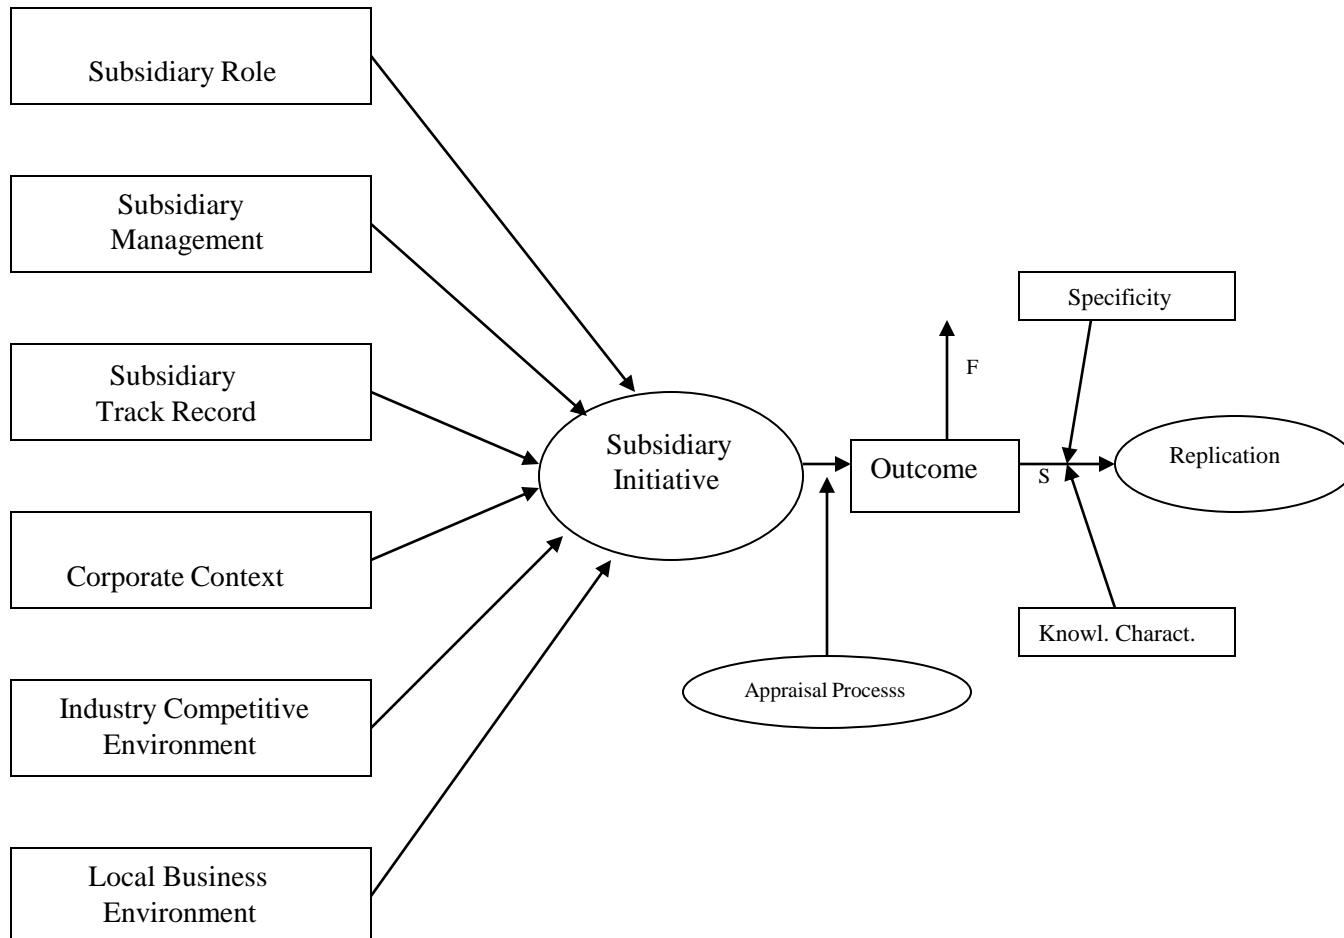 Subsidiary Role
Subsidiary
Management
Subsidiary
Track Record
Corporate Context
Industry Competitive
Environment
Local Business
Environment
Subsidiary
Initiative
Appraisal Processs
Outcome
F
S
Specificity
Knowl. Charact.
Replication